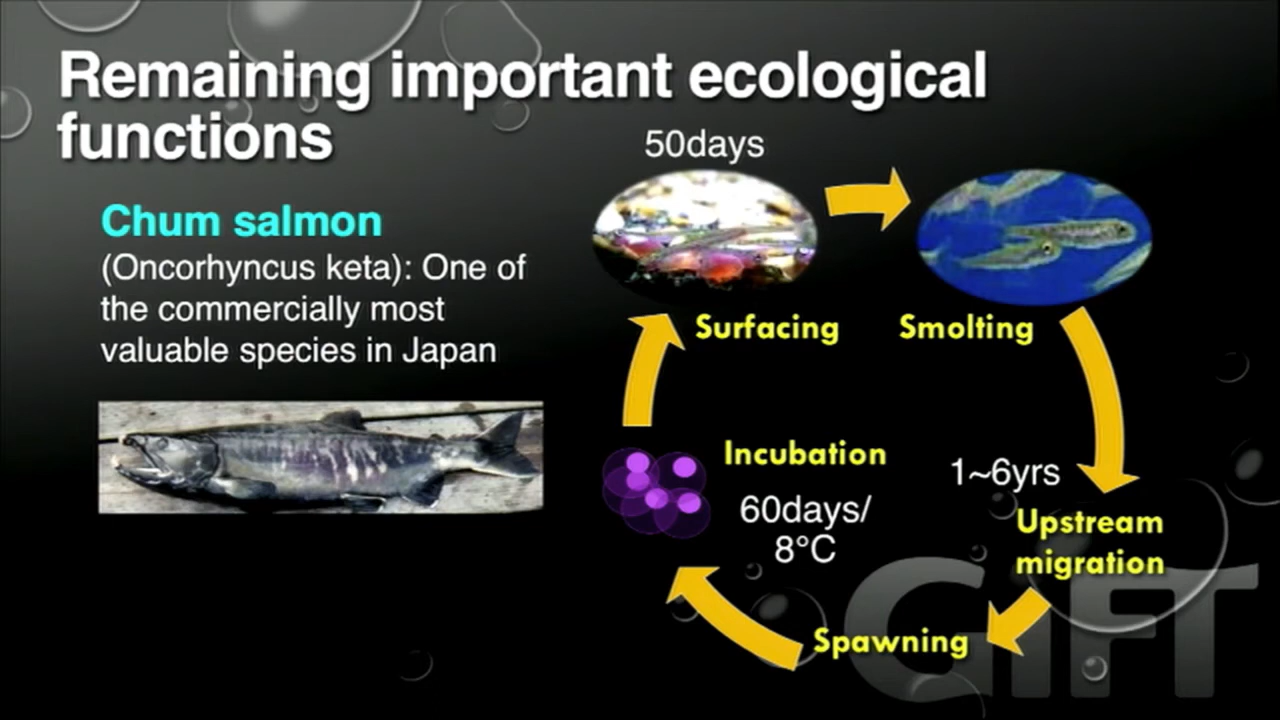 Remaining important ecological
functions
Chum salmon
(Oncorhyncus keta): One of
the commercially most
valuable species in Japan
50days
Surfacing
Smolting
Incubation
60days/
8°C
1~6yrs
Upstream
migration
Spawning
GiFT